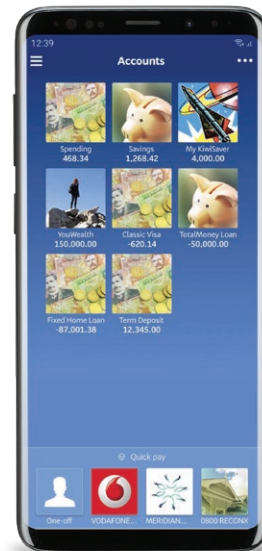 12:39
Accounts
Spending
468.34
Savings
1,268.42
My KiwiSaver
4,000.00
YouWealth
150,000.00
Classic Visa
-620.14
TotalMoney Loan
-50,000.00
Fixed Home Loan
-87,001.38
Term Deposit
12,345.00
Quick pay
One-off
VODAFONE...
MERIDIAN...
0800 RECONX